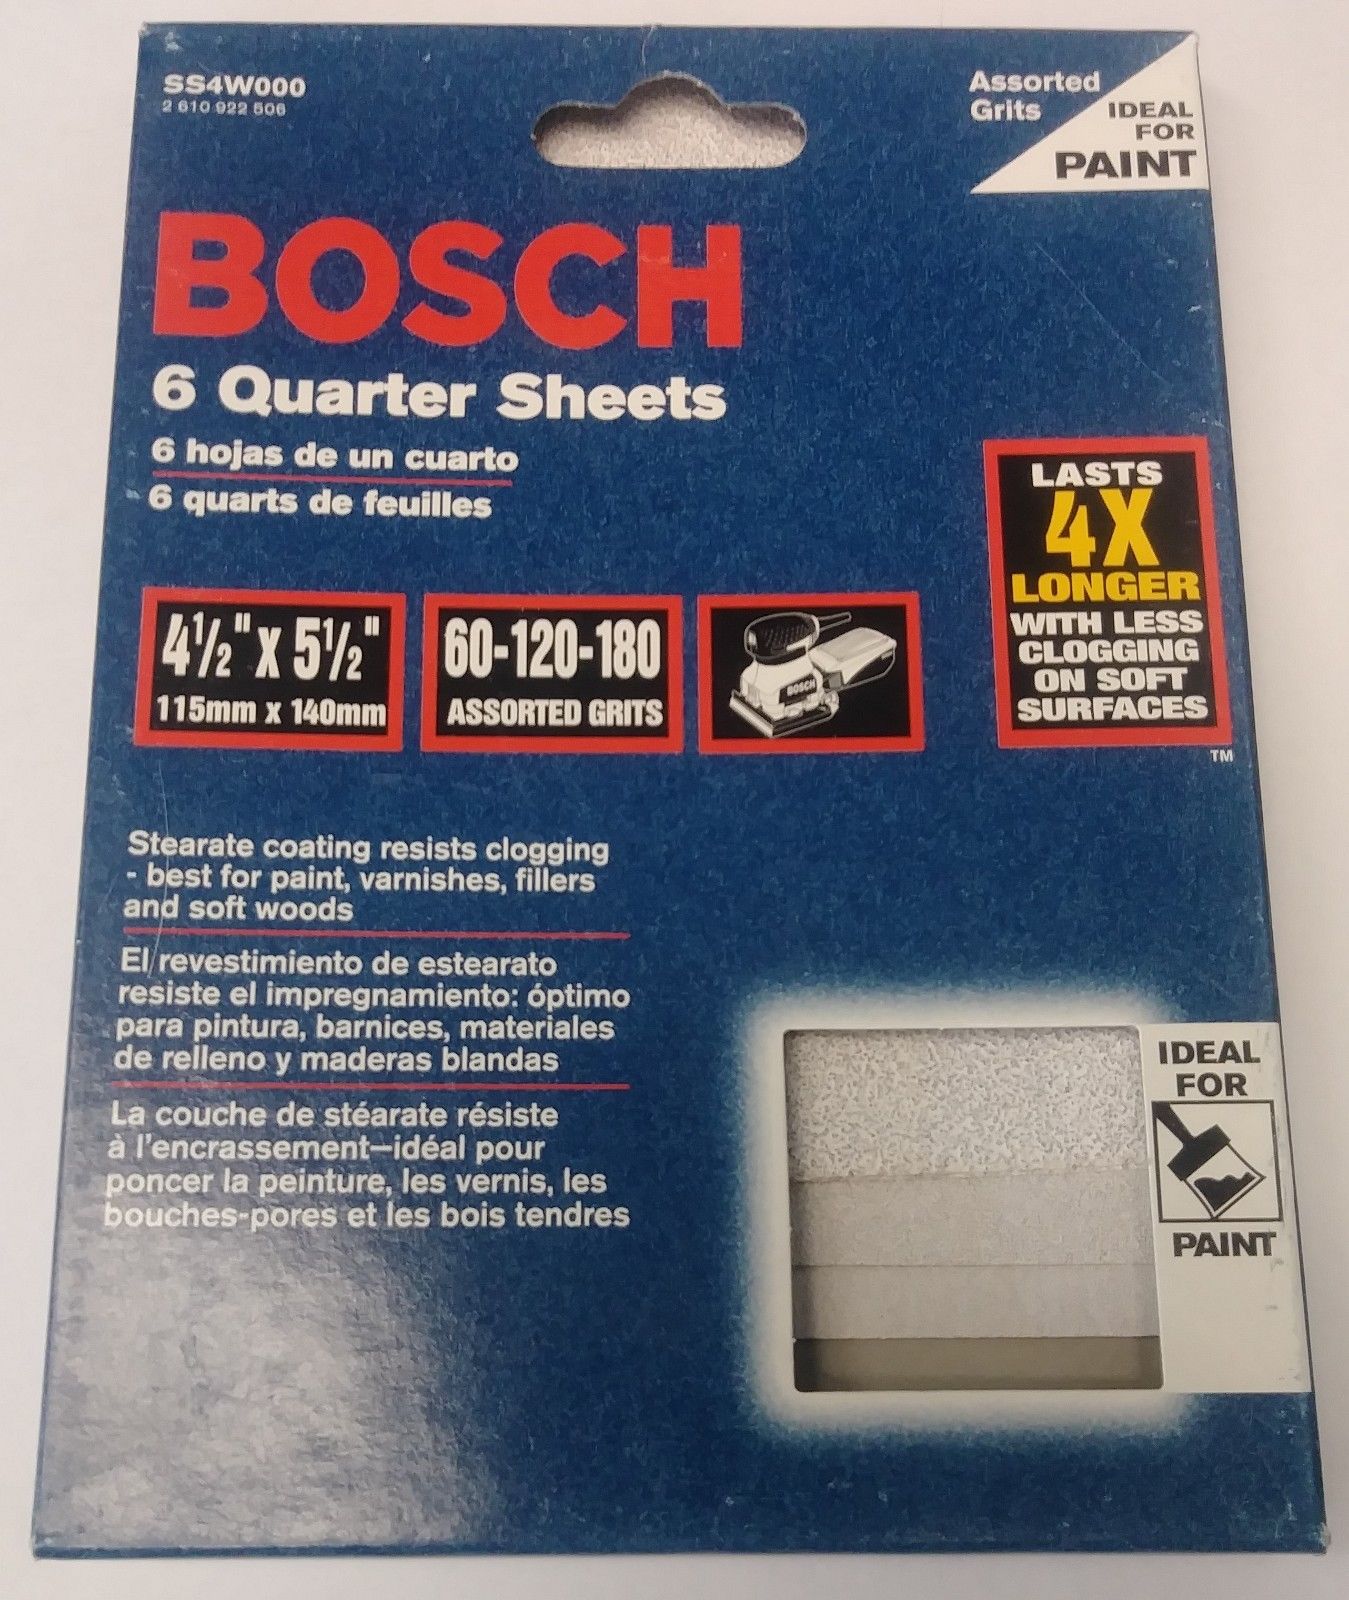 SS4W000
2 610 922 506
Assorted
Grits
IDEAL
FOR
PAINT
BOSCH
6 Quarter Sheets
6 hojas de un cuarto
6 quarts de feuilles
LASTS
4X
LONGER
WITH LESS
CLOGGING
ON SOFT
SURFACES
TM
4½" X 5½"
115mm x 140mm
60-120-180
ASSORTED GRITS
BOSCH
Stearate coating resists clogging
- best for paint, varnishes, fillers
and soft woods
El revestimiento de estearato
resiste el impregnamiento: óptimo
para pintura, barnices, materiales
de relleno y maderas blandas
La couche de stéarate résiste
à l'encrassement—idéal pour
poncer la peinture, les vernis, les
bouches-pores et les bois tendres
IDEAL
FOR
PAINT